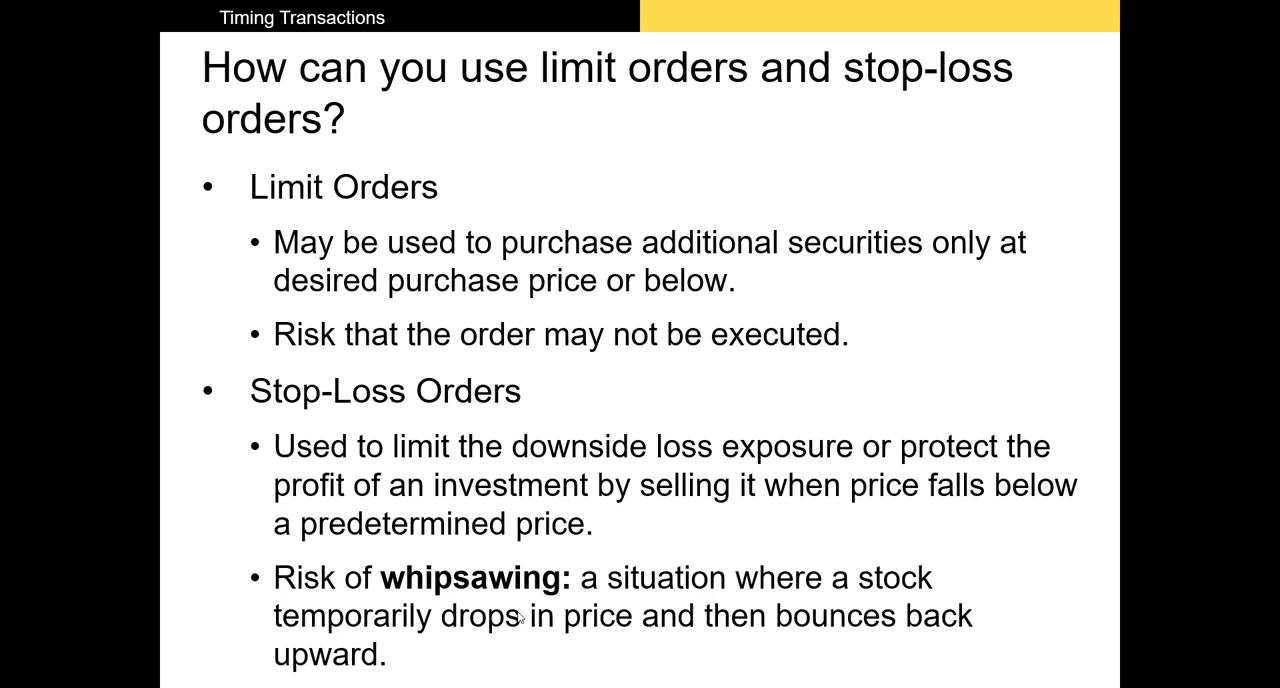 Timing Transactions
How can you use limit orders and stop-loss
orders?
• Limit Orders
• May be used to purchase additional securities only at
desired purchase price or below.
• Risk that the order may not be executed.
• Stop-Loss Orders
• Used to limit the downside loss exposure or protect the
profit of an investment by selling it when price falls below
a predetermined price.
• Risk of whipsawing: a situation where a stock
temporarily drops in price and then bounces back
upward.